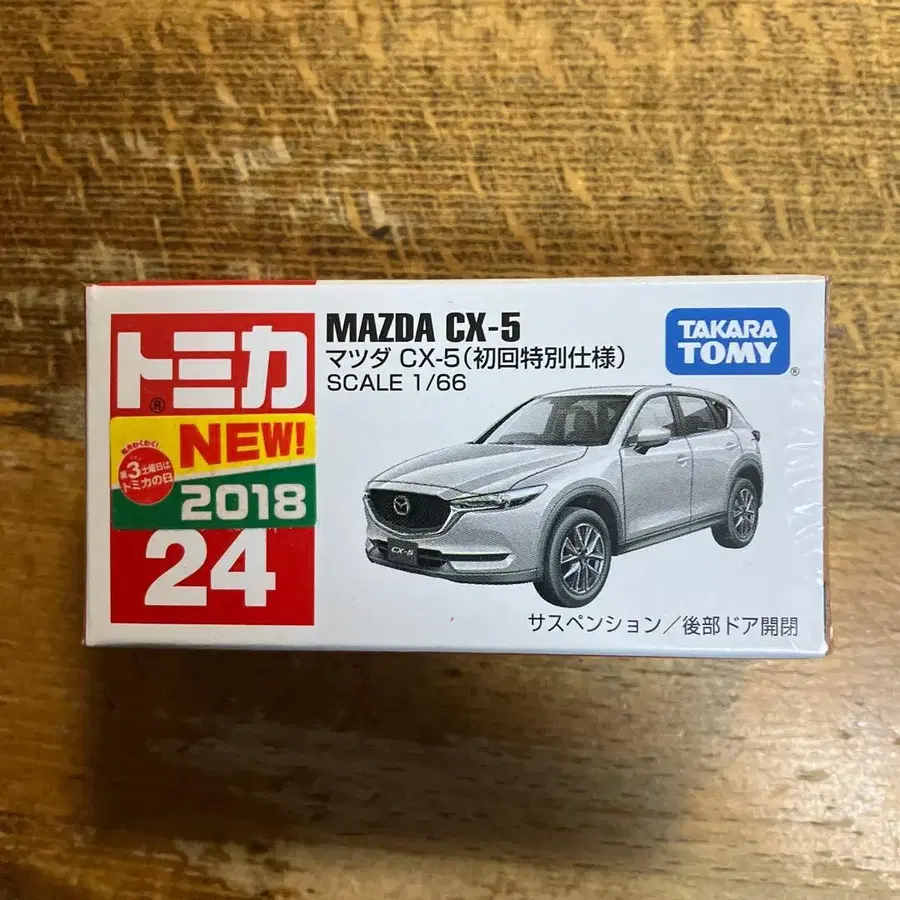 トミカ
®
毎月わくわく!
第3土曜日は
トミカの日
NEW!
2018
24
MAZDA CX-5
マツダ CX-5(初回特別仕様)
SCALE 1/66
TAKARA
TOMY
®
CX-5
サスペンション/後部ドア開閉